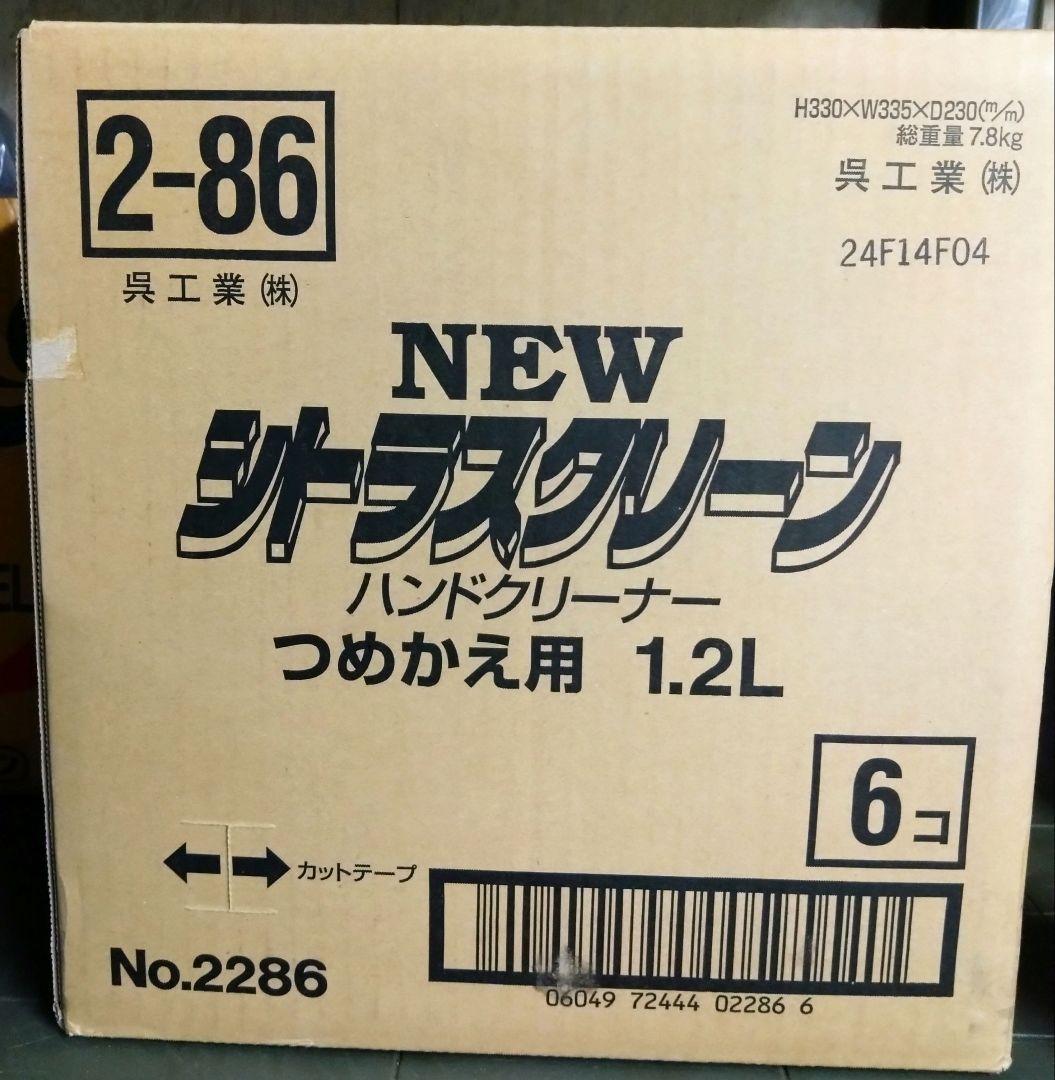 2-86
呉工業(株)
H330×W335×D230(m/m)
総重量7.8kg
呉工業(株)
24F14F04
NEW
シトラスクリーン
ハンドクリーナー
つめかえ用 1.2L
6コ
カットテープ
No.2286
06049 72444 02286 6